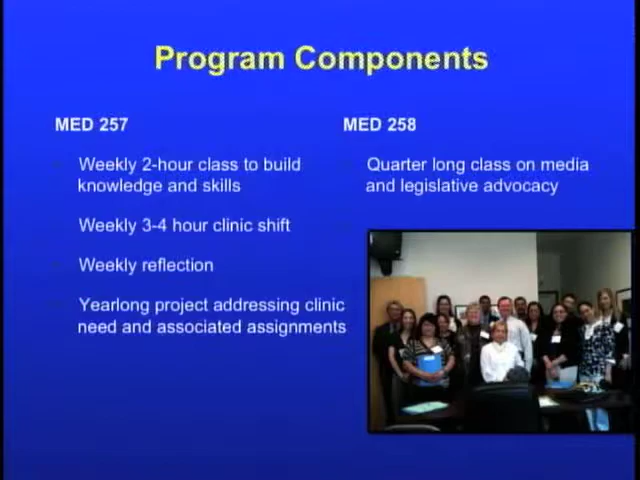 Program Components
MED 257
Weekly 2-hour class to build
knowledge and skills
Weekly 3-4 hour clinic shift
Weekly reflection
Yearlong project addressing clinic
need and associated assignments
MED 258
Quarter long class on media
and legislative advocacy